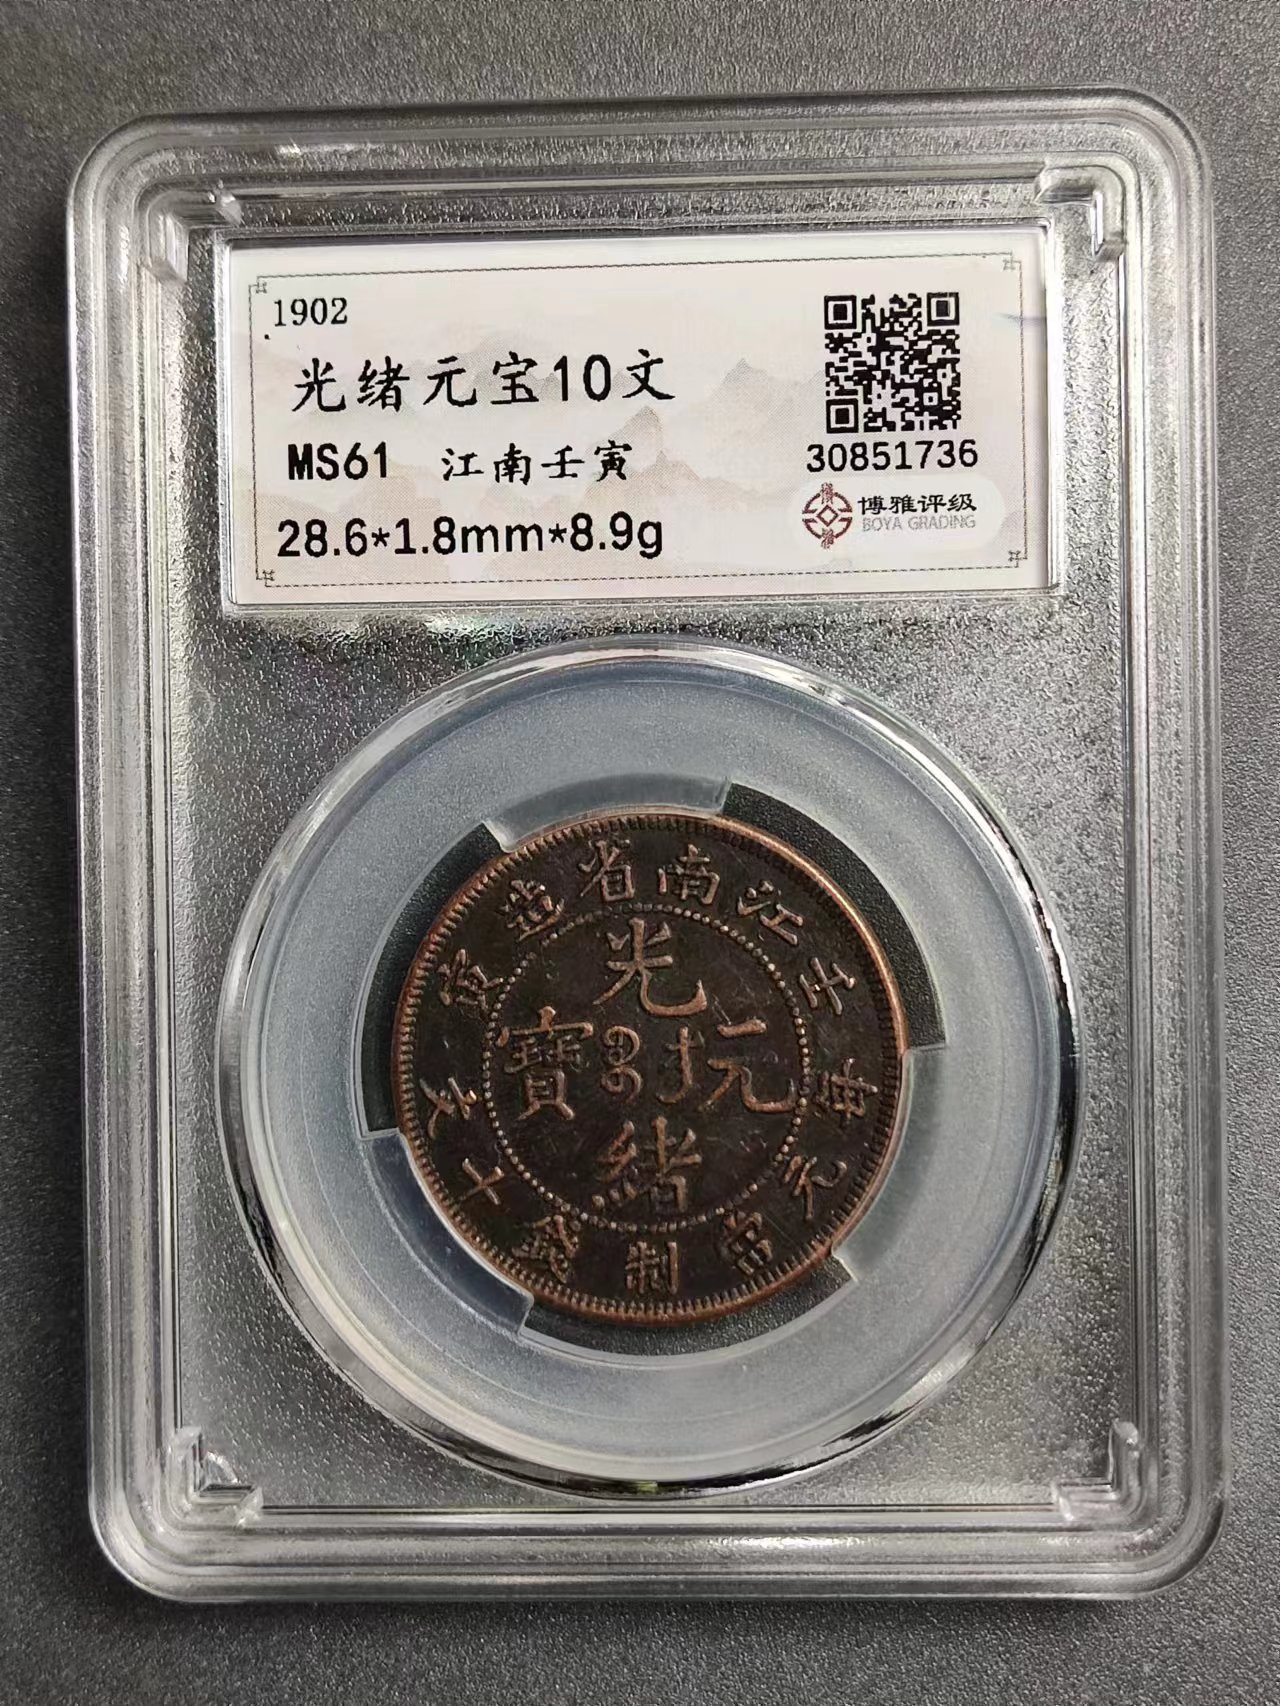 1902
光绪元宝10文
MS61 江南壬寅
28.6*1.8mm*8.9g
30851736
博雅评级
BOYA GRADING
江南省造
壬寅
光緒元寶
每元當制錢十文